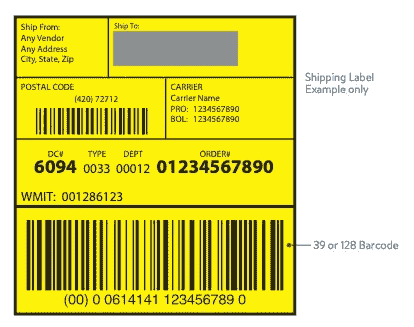 Ship From:
Any Vendor
Any Address
City, State, Zip
Ship To:
POSTAL CODE
(420) 72712
CARRIER
Carrier Name
PRO: 1234567890
BOL: 1234567890
DC# TYPE DEPT ORDER#
6094 0033 00012 01234567890
WMIT: 001286123
(00) 0 0614141 123456789 0
Shipping Label
Example only
39 or 128 Barcode